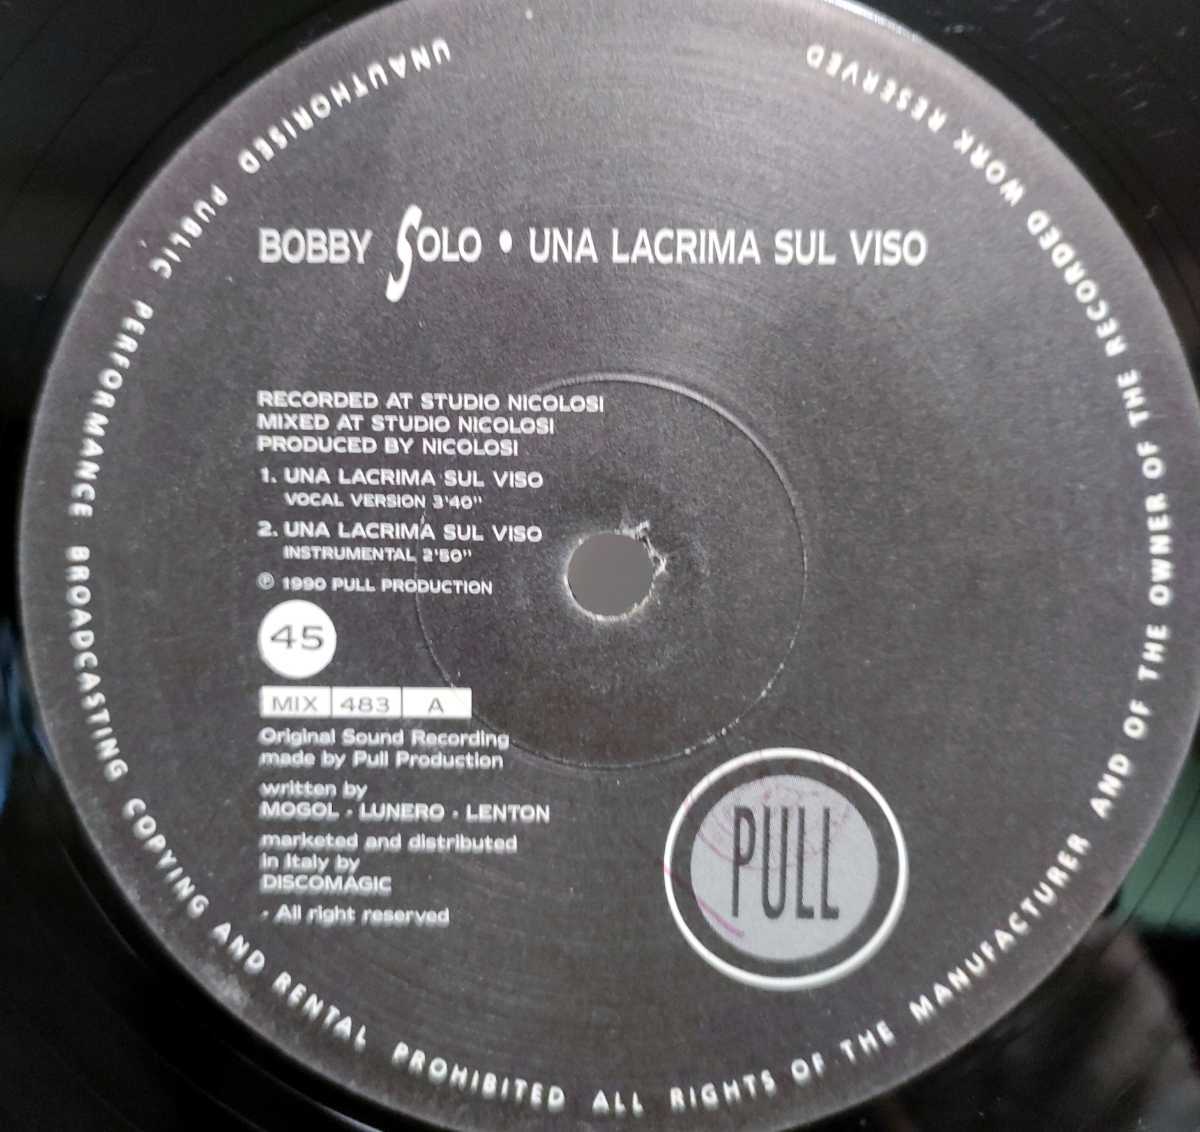 BOBBY SOLO • UNA LACRIMA SUL VISO
RECORDED AT STUDIO NICOLOSI
MIXED AT STUDIO NICOLOSI
PRODUCED BY NICOLOSI
1. UNA LACRIMA SUL VISO
VOCAL VERSION 3'40"
2. UNA LACRIMA SUL VISO
INSTRUMENTAL 2'50"
℗ 1990 PULL PRODUCTION
45
MIX 483 A
Original Sound Recording
made by Pull Production
written by
MOGOL - LUNERO - LENTON
marketed and distributed
in Italy by
DISCOMAGIC
- All right reserved
PULL
UNAUTHORISED PUBLIC PERFORMANCE BROADCASTING COPYING AND RENTAL PROHIBITED ALL RIGHTS OF THE MANUFACTURER AND OF THE OWNER OF THE RECORDED WORK RESERVED